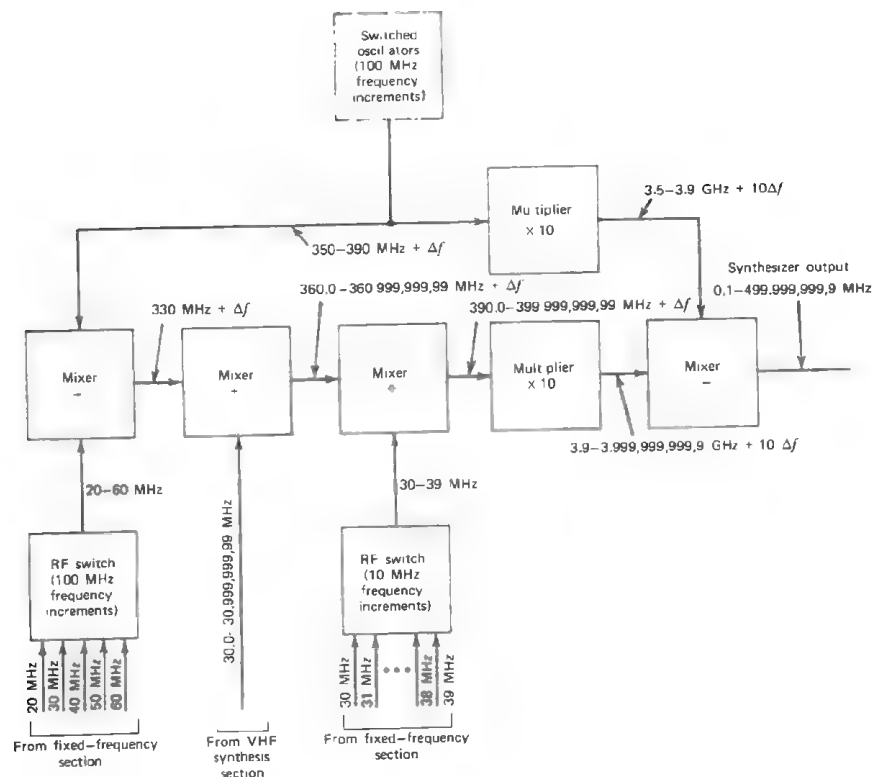 Switched
oscil ators
(100 MHz
frequency
increments)
3.5–3.9 GHz + 10Δf
Mu tiplier
× 10
350–390 MHz + Δf
Synthesizer output
0.1–499.999,999,9 MHz
360.0–360 999,999,99 MHz + Δf
330 MHz + Δf
390.0–399 999,999,99 MHz + Δf
Mixer
–
Mixer
+
Mixer
+
Mult plier
× 10
Mixer
–
3.9–3.999,999,999,9 GHz + 10 Δf
20–60 MHz
30.0–30,999,999,99 MHz
30–39 MHz
RF switch
(100 MHz
frequency
increments)
RF switch
(10 MHz
frequency
increments)
20 MHz
30 MHz
40 MHz
50 MHz
60 MHz
30 MHz
31 MHz
•••
38 MHz
39 MHz
From fixed-frequency
section
From VHF
synthesis
section
From fixed-frequency
section